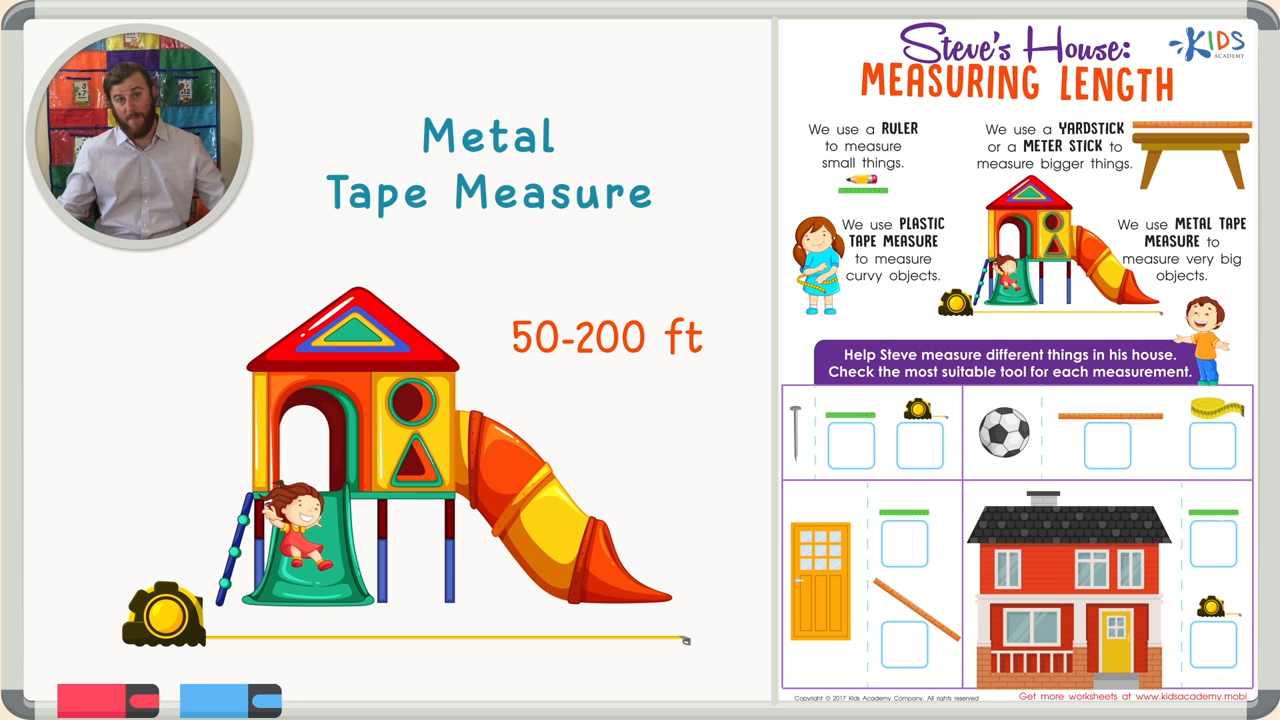 Metal
Tape Measure
50-200 ft
Steve's House:
MEASURING LENGTH
KIDS
ACADEMY
We use a RULER
to measure
small things.
We use a YARDSTICK
or a METER STICK to
measure bigger things.
We use PLASTIC
TAPE MEASURE
to measure
curvy objects.
We use METAL TAPE
MEASURE to
measure very big
objects.
Help Steve measure different things in his house.
Check the most suitable tool for each measurement.
Copyright © 2017 Kids Academy Company. All rights reserved
Get more worksheets at www.kidsacademy.mobi